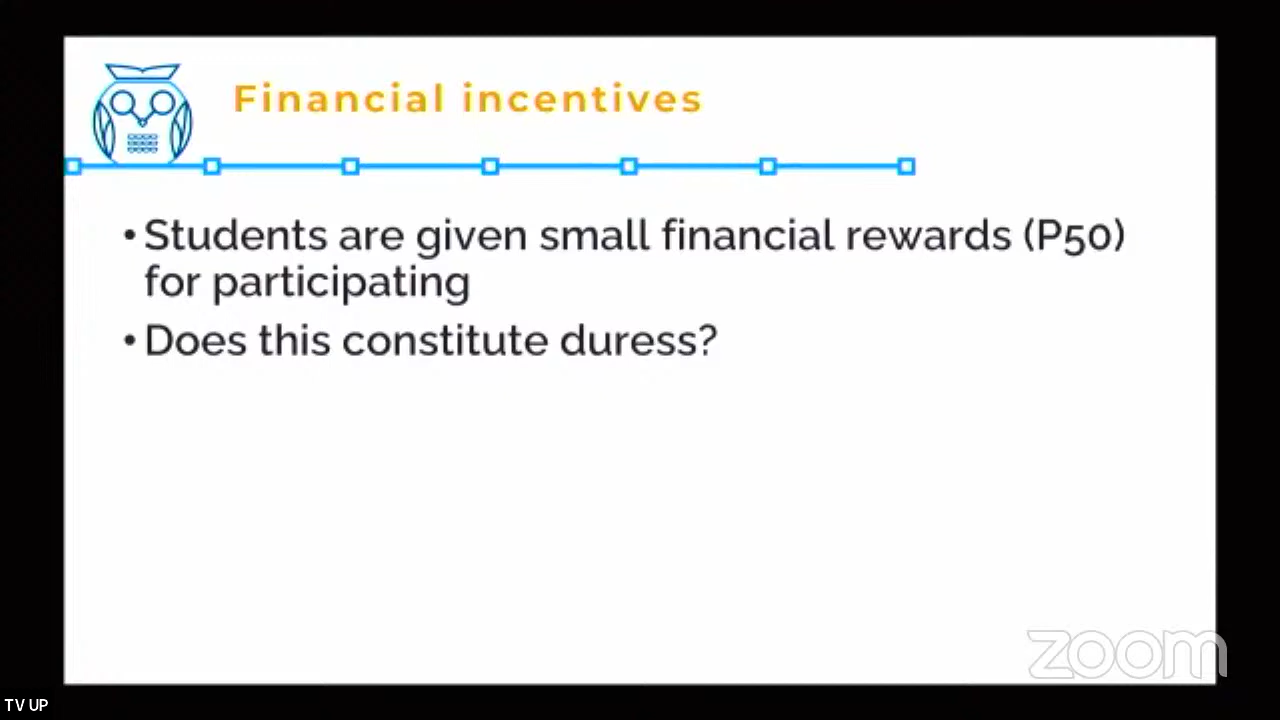 Financial incentives
• Students are given small financial rewards (P50)
for participating
• Does this constitute duress?
zoom
TV UP